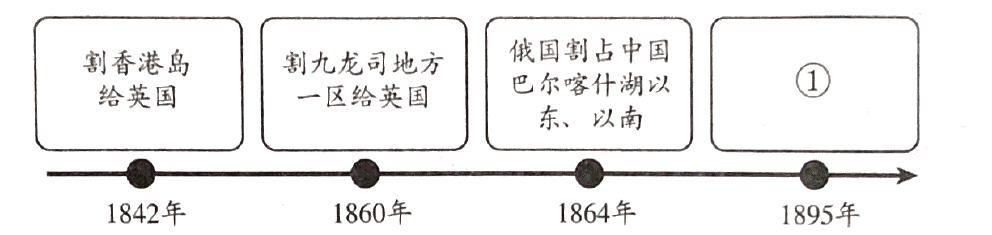 割香港岛
给英国
割九龙司地方
一区给英国
俄国割占中国
巴尔喀什湖以
东、以南
①
1842年
1860年
1864年
1895年